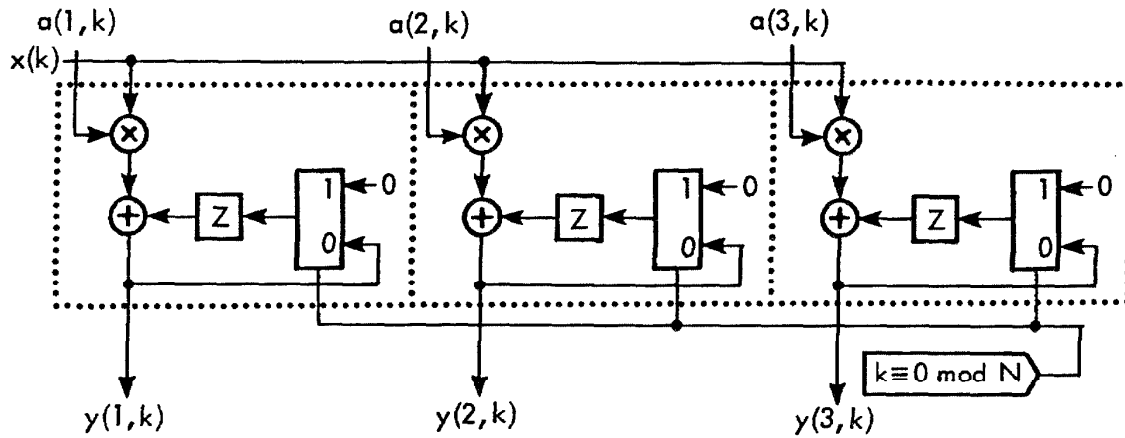 a(1,k) a(2,k) a(3,k)
x(k)
× × ×
1 0 1 0 1 0
+ Z + Z + Z
0 0 0
k≡0 mod N
y(1,k) y(2,k) y(3,k)